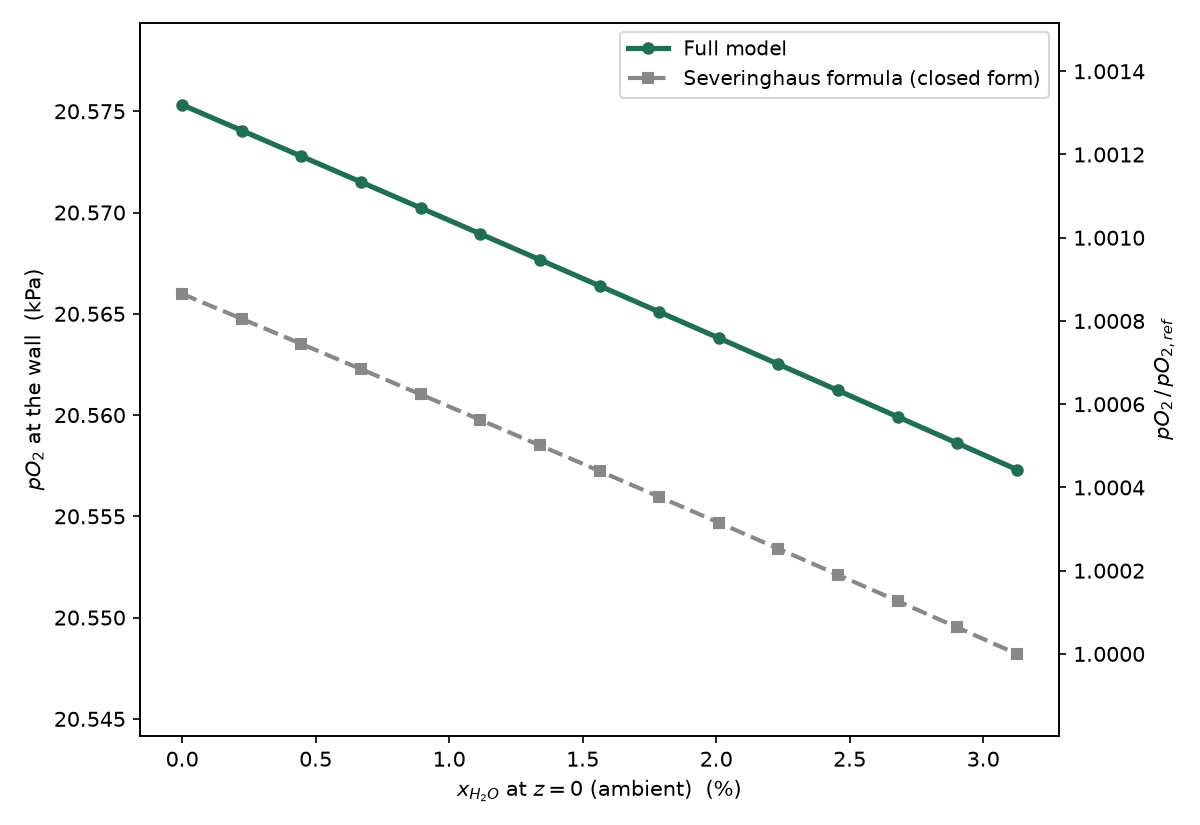 Full model
Severinghaus formula (closed form)
20.575
20.570
20.565
20.560
20.555
20.550
20.545
pO₂ at the wall (kPa)
1.0014
1.0012
1.0010
1.0008
1.0006
1.0004
1.0002
1.0000
pO₂ / pO₂,ref
0.0 0.5 1.0 1.5 2.0 2.5 3.0
x_H₂O at z = 0 (ambient) (%)